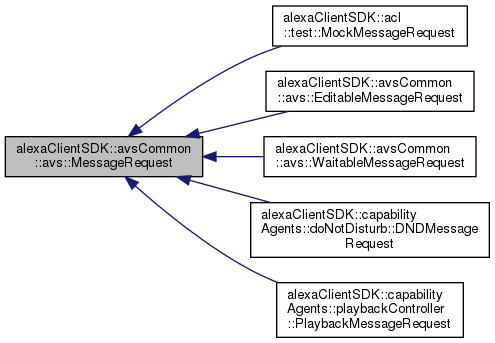 alexaClientSDK::acl
::test::MockMessageRequest
alexaClientSDK::avsCommon
::avs::EditableMessageRequest
alexaClientSDK::avsCommon
::avs::MessageRequest
alexaClientSDK::avsCommon
::avs::WaitableMessageRequest
alexaClientSDK::capability
Agents::doNotDisturb::DNDMessage
Request
alexaClientSDK::capability
Agents::playbackController
::PlaybackMessageRequest